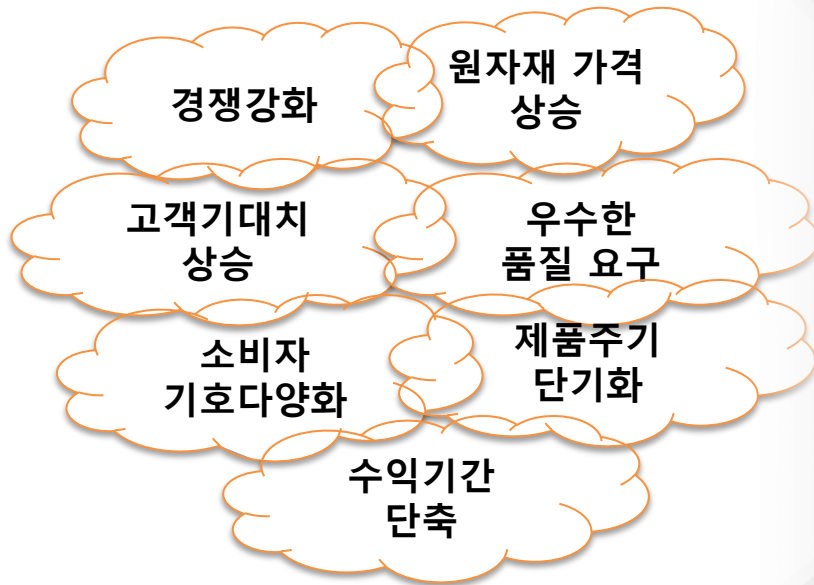 경쟁강화
원자재 가격
상승
고객기대치
상승
우수한
품질 요구
소비자
기호다양화
제품주기
단기화
수익기간
단축